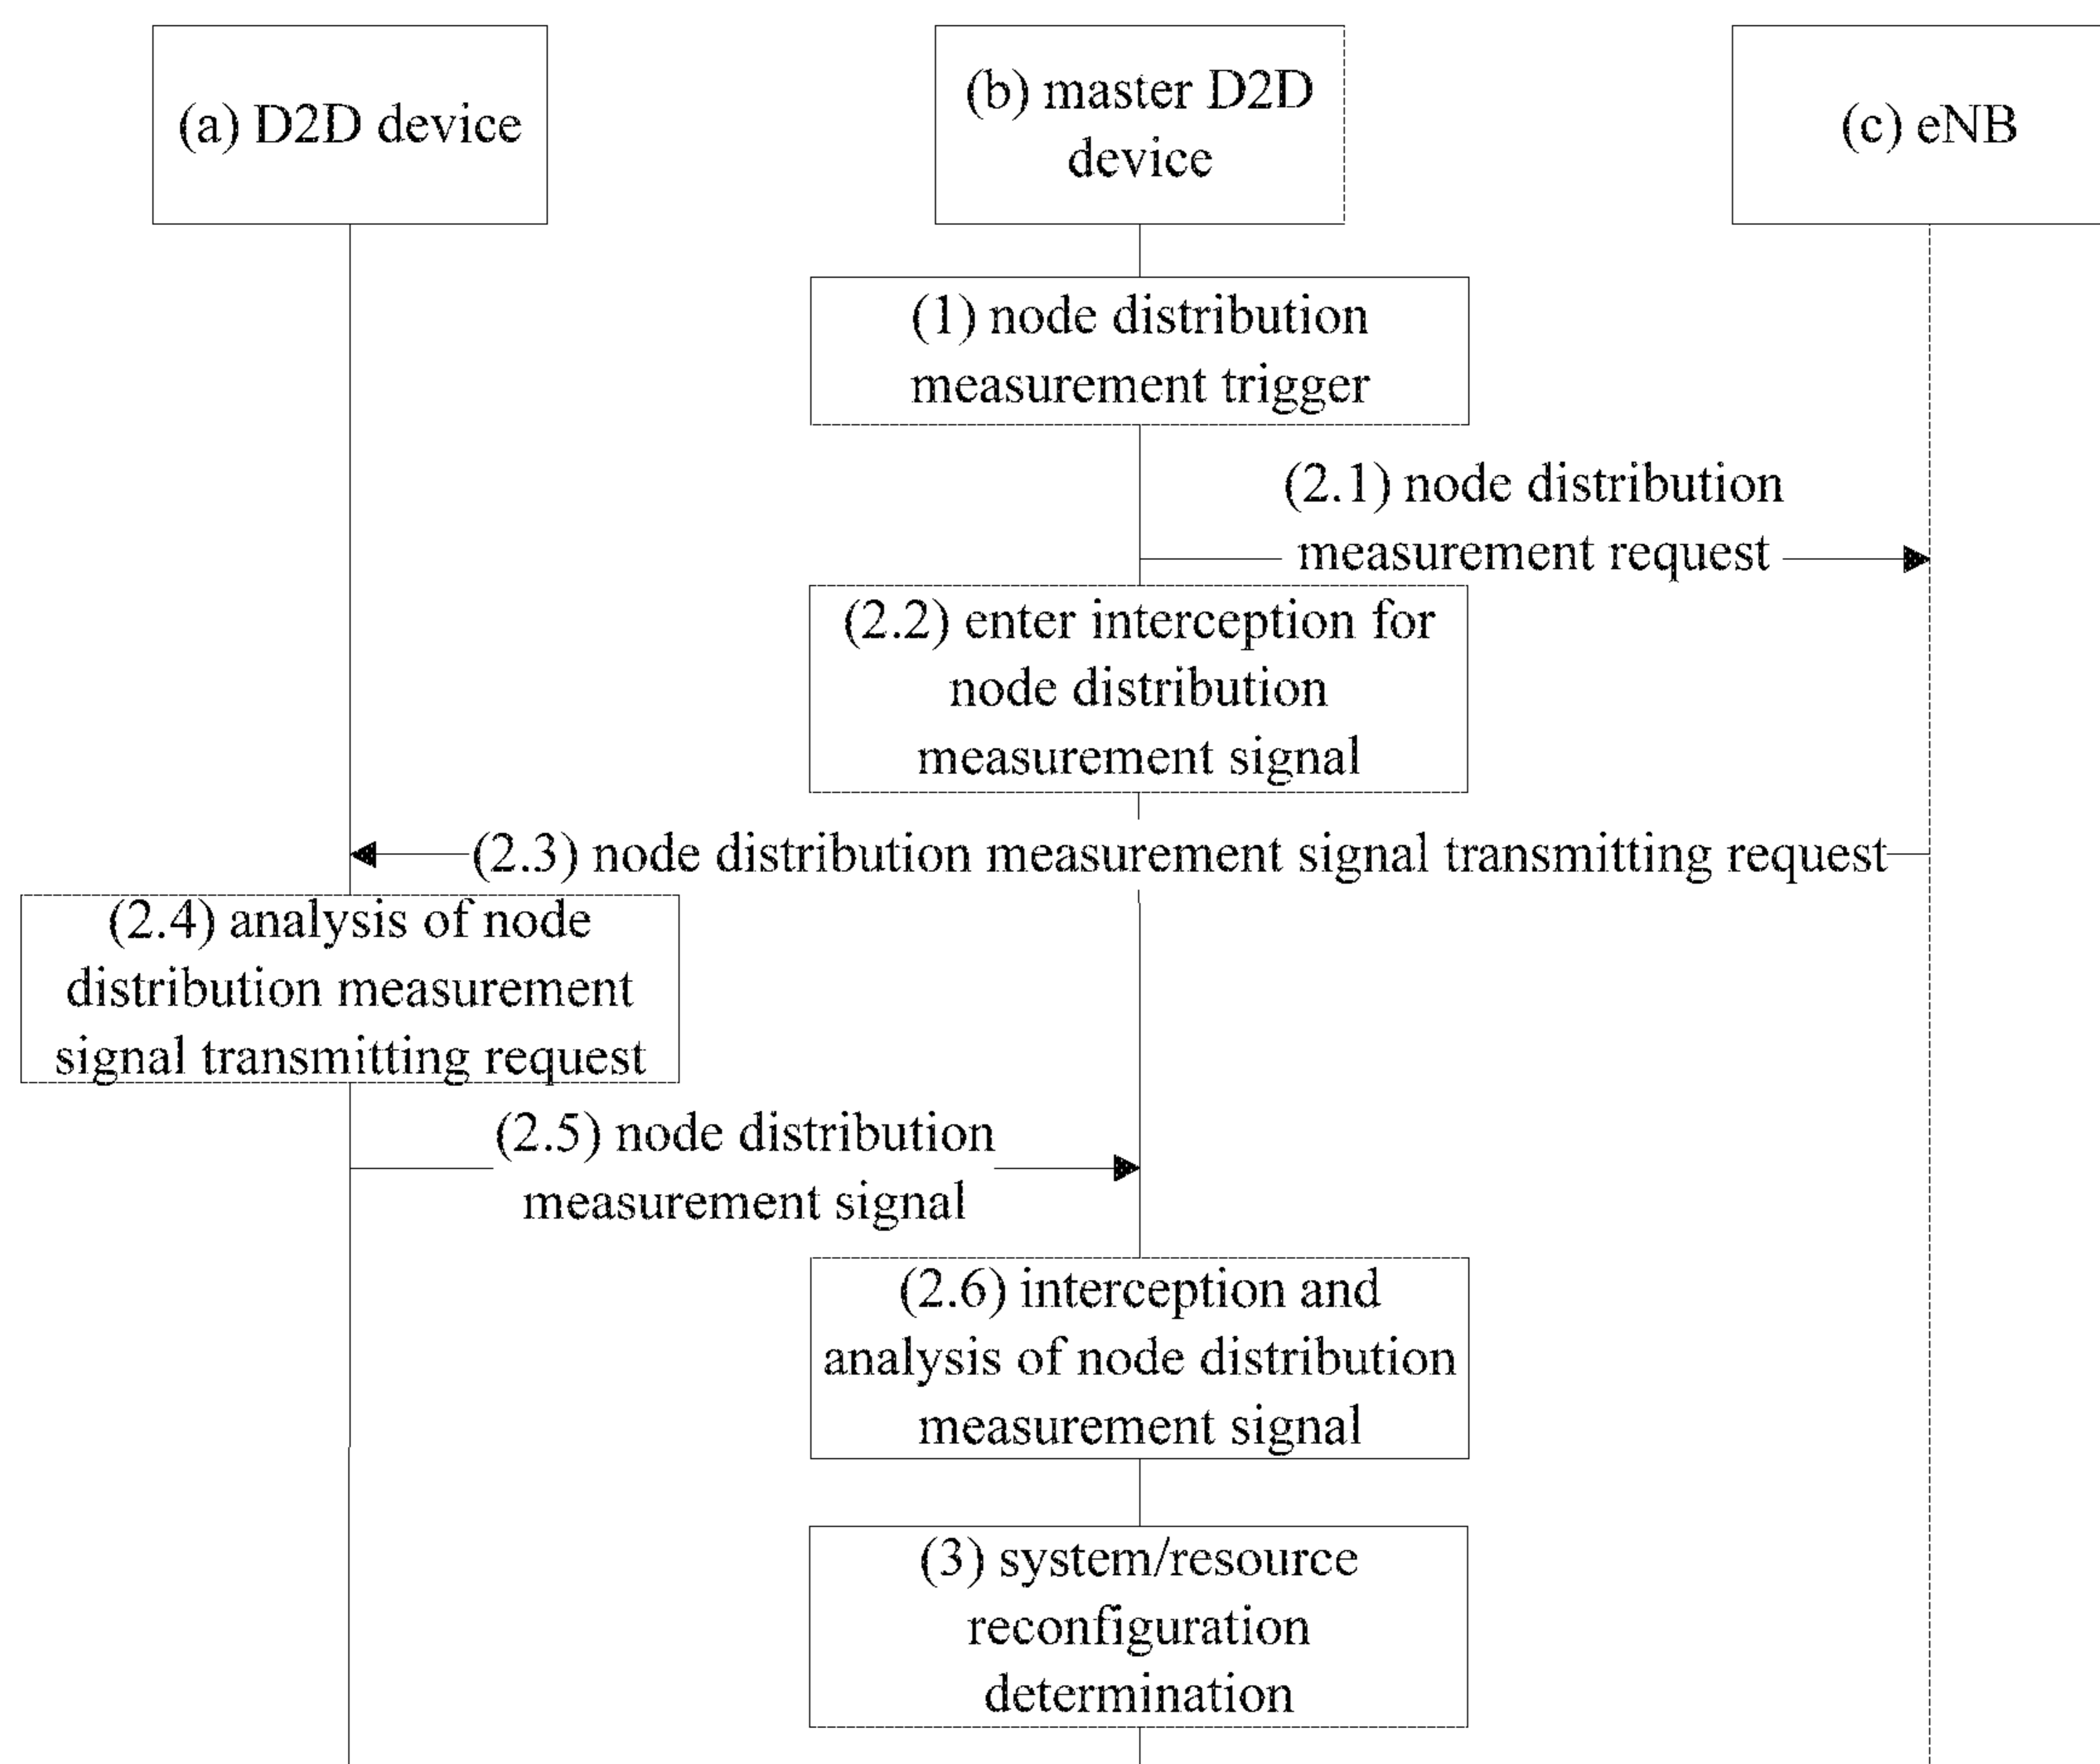 (a) D2D device
(b) master D2D
device
(c) eNB
(1) node distribution
measurement trigger
(2.1) node distribution
measurement request
(2.2) enter interception for
node distribution
measurement signal
(2.3) node distribution measurement signal transmitting request
(2.4) analysis of node
distribution measurement
signal transmitting request
(2.5) node distribution
measurement signal
(2.6) interception and
analysis of node distribution
measurement signal
(3) system/resource
reconfiguration
determination